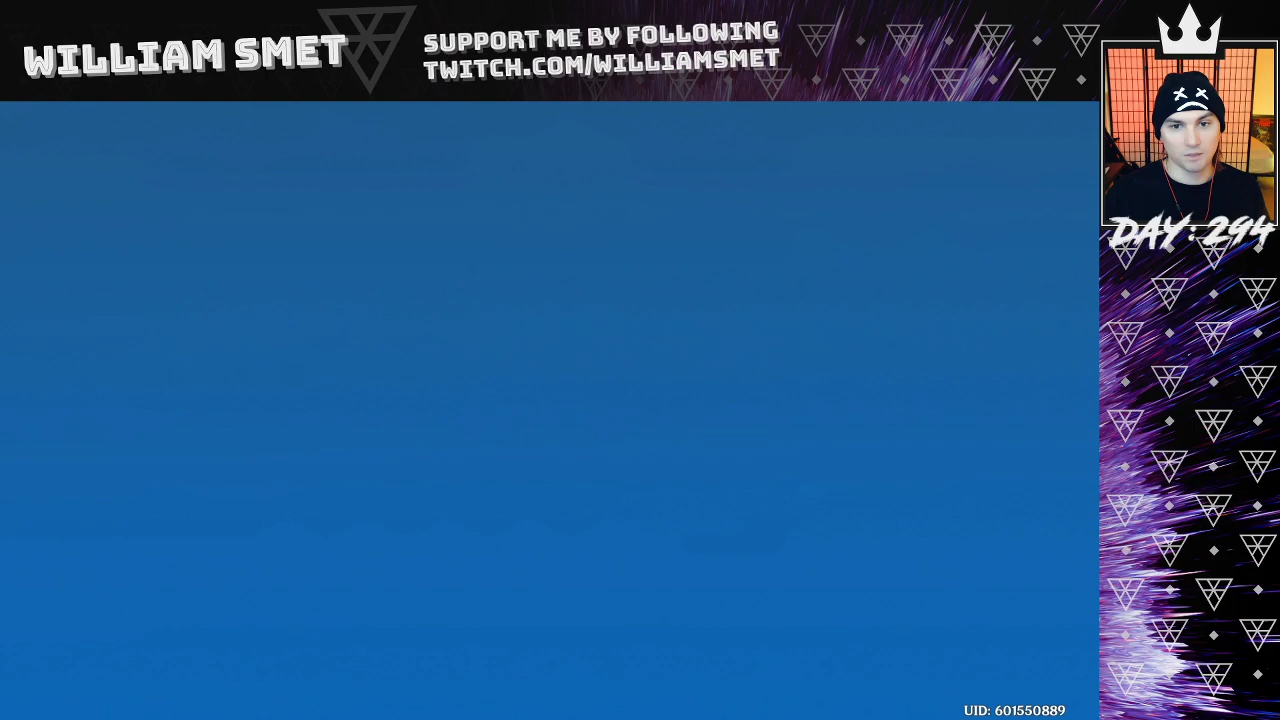 WILLIAM SMET
SUPPORT ME BY FOLLOWING
TWITCH.COM/WILLIAMSMET
DAY: 294
UID: 601550889